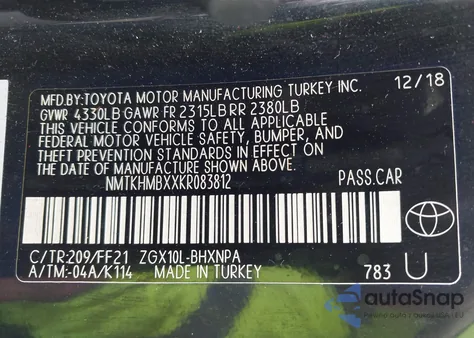 MFD.BY:TOYOTA MOTOR MANUFACTURING TURKEY INC. 12/18
GVWR 4330LB GAWR FR 2315LB RR 2380LB
THIS VEHICLE CONFORMS TO ALL APPLICABLE
FEDERAL MOTOR VEHICLE SAFETY, BUMPER, AND
THEFT PREVENTION STANDARDS IN EFFECT ON
THE DATE OF MANUFACTURE SHOWN ABOVE.
NMTKHMBXXKR083812 PASS.CAR
C/TR:209/FF21 ZGX10L-BHXNPA
A/TM:-04A/K114 MADE IN TURKEY 783 U
autoSnap